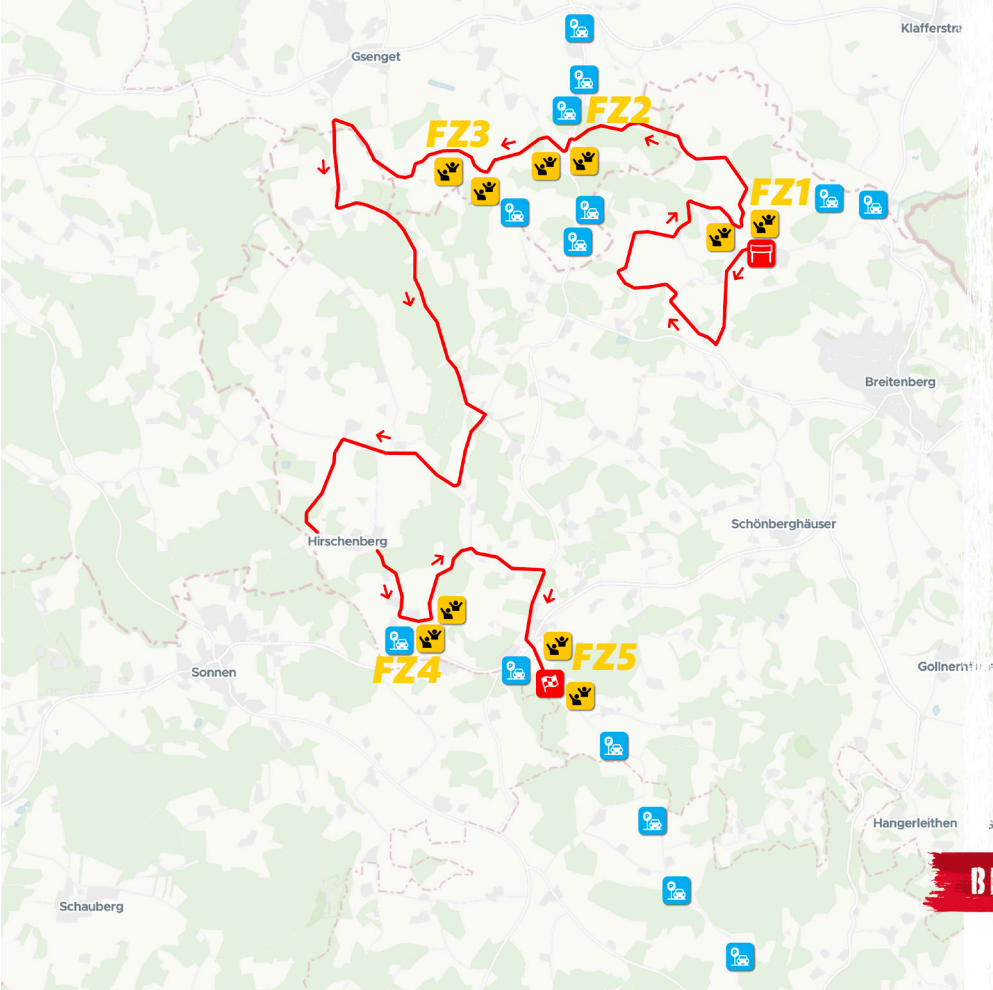 Klafferstra
Gsenget
FZ2
FZ3
FZ1
Breitenberg
Schönberghäuser
Hirschenberg
FZ5
Sonnen
FZ4
Hangerleithen
Schauberg